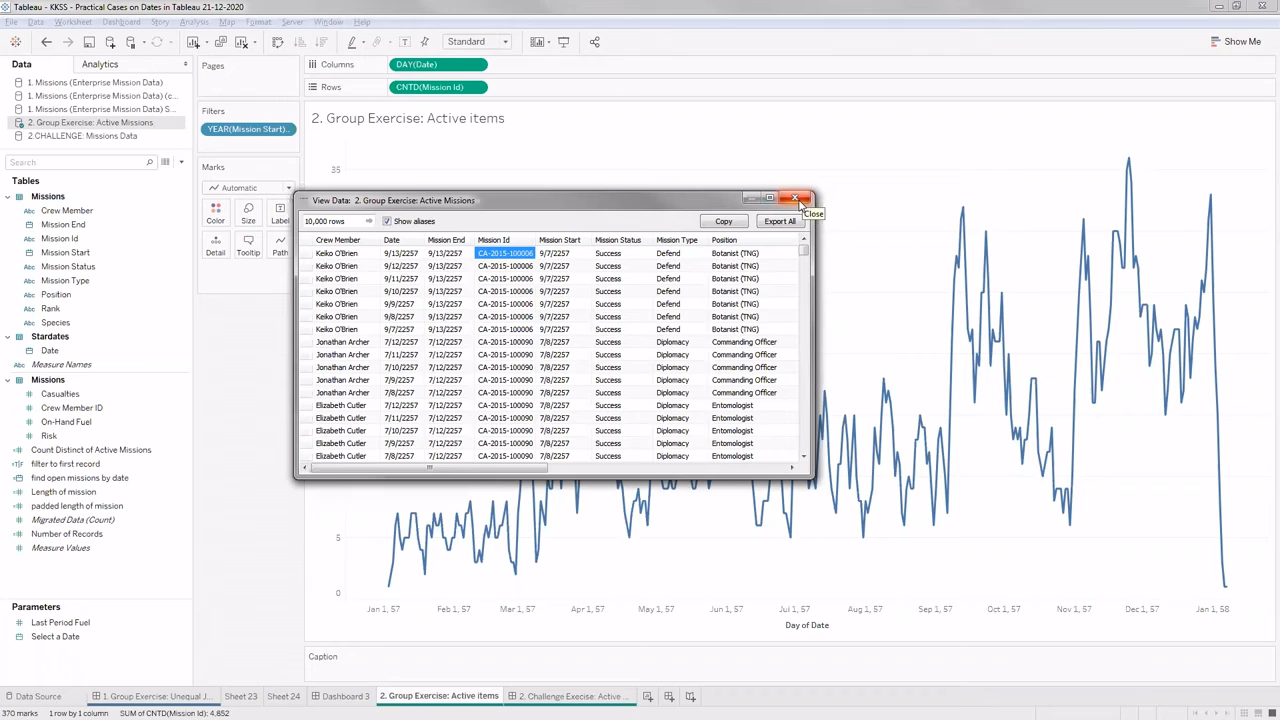 Tableau - KKSS - Practical Cases on Dates in Tableau 21-12-2020
File Data Worksheet Dashboard Story Analysis Map Format Server Window Help
Standard Show Me
Data Analytics
1. Missions (Enterprise Mission Data)
1. Missions (Enterprise Mission Data) (c...
1. Missions (Enterprise Mission Data) S...
2. Group Exercise: Active Missions
2.CHALLENGE: Missions Data
Search
Tables
Missions
Abc Crew Member
Mission End
Abc Mission Id
Mission Start
Abc Mission Status
Abc Mission Type
Abc Position
Abc Rank
Abc Species
Stardates
Date
Abc Measure Names
Missions
# Casualties
# Crew Member ID
# On-Hand Fuel
# Risk
Count Distinct of Active Missions
filter to first record
find open missions by date
Length of mission
padded length of mission
Migrated Data (Count)
Number of Records
Measure Values
Parameters
# Last Period Fuel
Select a Date
Pages
Filters
YEAR(Mission Start)..
Marks
Automatic
Color Size Label
Detail Tooltip Path
Columns DAY(Date)
Rows CNTD(Mission Id)
2. Group Exercise: Active items
35
5
0
Jan 1, 57 Feb 1, 57 Mar 1, 57 Apr 1, 57 May 1, 57 Jun 1, 57 Jul 1, 57 Aug 1, 57 Sep 1, 57 Oct 1, 57 Nov 1, 57 Dec 1, 57 Jan 1, 58
Day of Date
Caption
View Data: 2. Group Exercise: Active Missions
Close
10,000 rows Show aliases Copy Export All
Crew Member Date Mission End Mission Id Mission Start Mission Status Mission Type Position
Keiko O'Brien 9/13/2257 9/13/2257 CA-2015-100006 9/7/2257 Success Defend Botanist (TNG)
Keiko O'Brien 9/12/2257 9/13/2257 CA-2015-100006 9/7/2257 Success Defend Botanist (TNG)
Keiko O'Brien 9/11/2257 9/13/2257 CA-2015-100006 9/7/2257 Success Defend Botanist (TNG)
Keiko O'Brien 9/10/2257 9/13/2257 CA-2015-100006 9/7/2257 Success Defend Botanist (TNG)
Keiko O'Brien 9/9/2257 9/13/2257 CA-2015-100006 9/7/2257 Success Defend Botanist (TNG)
Keiko O'Brien 9/8/2257 9/13/2257 CA-2015-100006 9/7/2257 Success Defend Botanist (TNG)
Keiko O'Brien 9/7/2257 9/13/2257 CA-2015-100006 9/7/2257 Success Defend Botanist (TNG)
Jonathan Archer 7/12/2257 7/12/2257 CA-2015-100090 7/8/2257 Success Diplomacy Commanding Officer
Jonathan Archer 7/11/2257 7/12/2257 CA-2015-100090 7/8/2257 Success Diplomacy Commanding Officer
Jonathan Archer 7/10/2257 7/12/2257 CA-2015-100090 7/8/2257 Success Diplomacy Commanding Officer
Jonathan Archer 7/9/2257 7/12/2257 CA-2015-100090 7/8/2257 Success Diplomacy Commanding Officer
Jonathan Archer 7/8/2257 7/12/2257 CA-2015-100090 7/8/2257 Success Diplomacy Commanding Officer
Elizabeth Cutler 7/12/2257 7/12/2257 CA-2015-100090 7/8/2257 Success Diplomacy Entomologist
Elizabeth Cutler 7/11/2257 7/12/2257 CA-2015-100090 7/8/2257 Success Diplomacy Entomologist
Elizabeth Cutler 7/10/2257 7/12/2257 CA-2015-100090 7/8/2257 Success Diplomacy Entomologist
Elizabeth Cutler 7/9/2257 7/12/2257 CA-2015-100090 7/8/2257 Success Diplomacy Entomologist
Elizabeth Cutler 7/8/2257 7/12/2257 CA-2015-100090 7/8/2257 Success Diplomacy Entomologist
Data Source 1. Group Exercise: Unequal J... Sheet 23 Sheet 24 Dashboard 3 2. Group Exercise: Active items 2. Challenge Execise: Active ...
370 marks 1 row by 1 column SUM of CNTD(Mission Id): 4,852